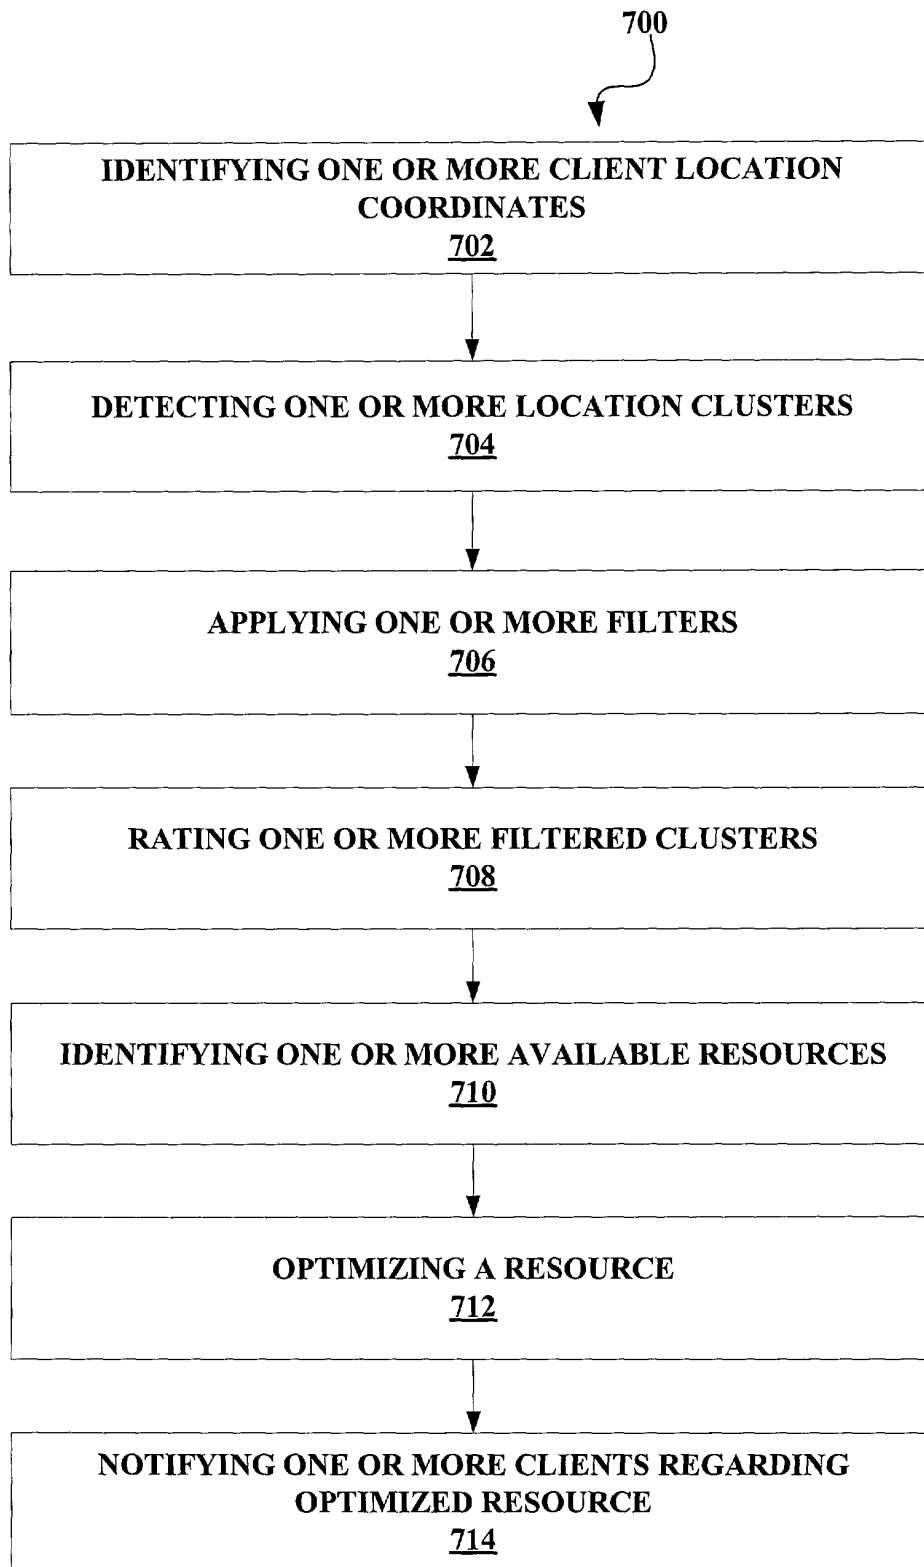 700
IDENTIFYING ONE OR MORE CLIENT LOCATION
COORDINATES
702
DETECTING ONE OR MORE LOCATION CLUSTERS
704
APPLYING ONE OR MORE FILTERS
706
RATING ONE OR MORE FILTERED CLUSTERS
708
IDENTIFYING ONE OR MORE AVAILABLE RESOURCES
710
OPTIMIZING A RESOURCE
712
NOTIFYING ONE OR MORE CLIENTS REGARDING
OPTIMIZED RESOURCE
714